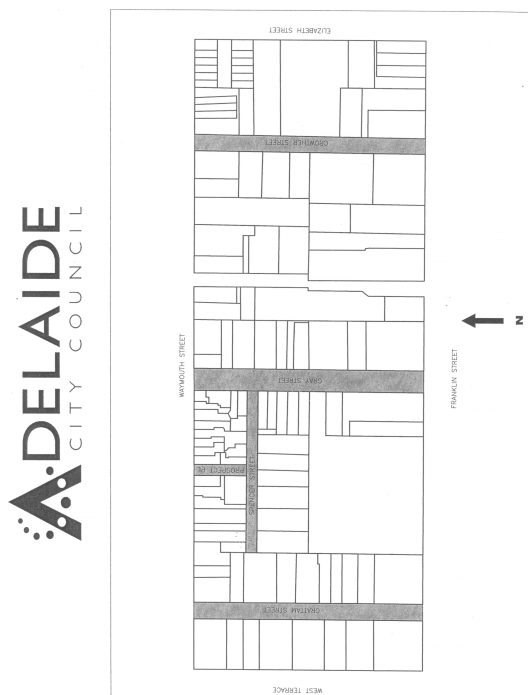 ADELAIDE
CITY COUNCIL
ELIZABETH STREET
CROWTHER STREET
WAYMOUTH STREET
FRANKLIN STREET
N
GRAY STREET
PROSPECT PL
SPENCER STREET
GRATTAM STREET
WEST TERRACE